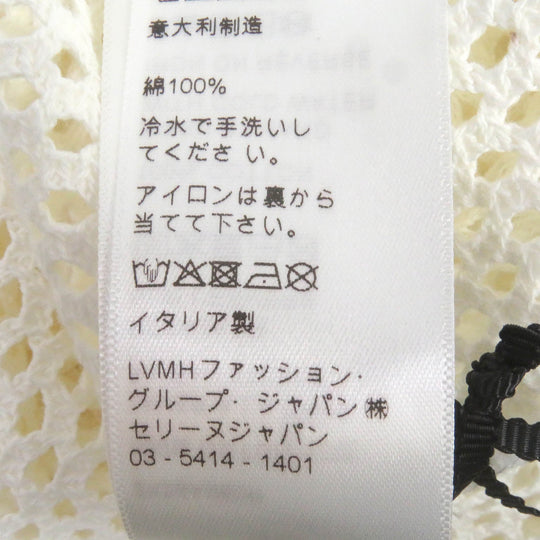 意大利制造
綿100%
冷水で手洗いし
てください。
アイロンは裏から
当てて下さい。
イタリア製
LVMHファッション・
グループ・ジャパン㈱
セリーヌジャパン
03-5414-1401